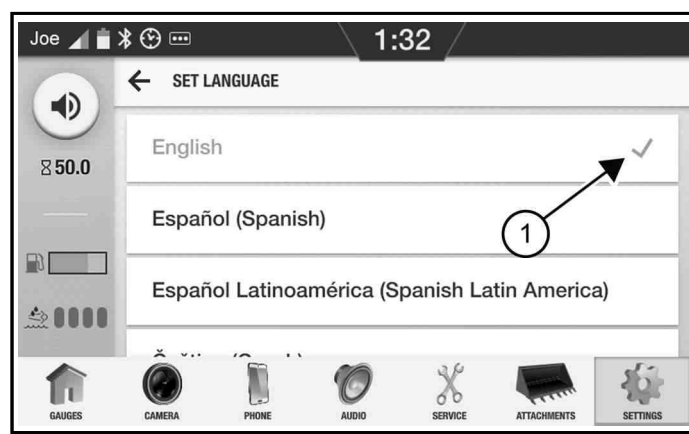 Joe 1:32
SET LANGUAGE
50.0
English
1
Español (Spanish)
Español Latinoamérica (Spanish Latin America)
GAUGES CAMERA PHONE AUDIO SERVICE ATTACHMENTS SETTINGS